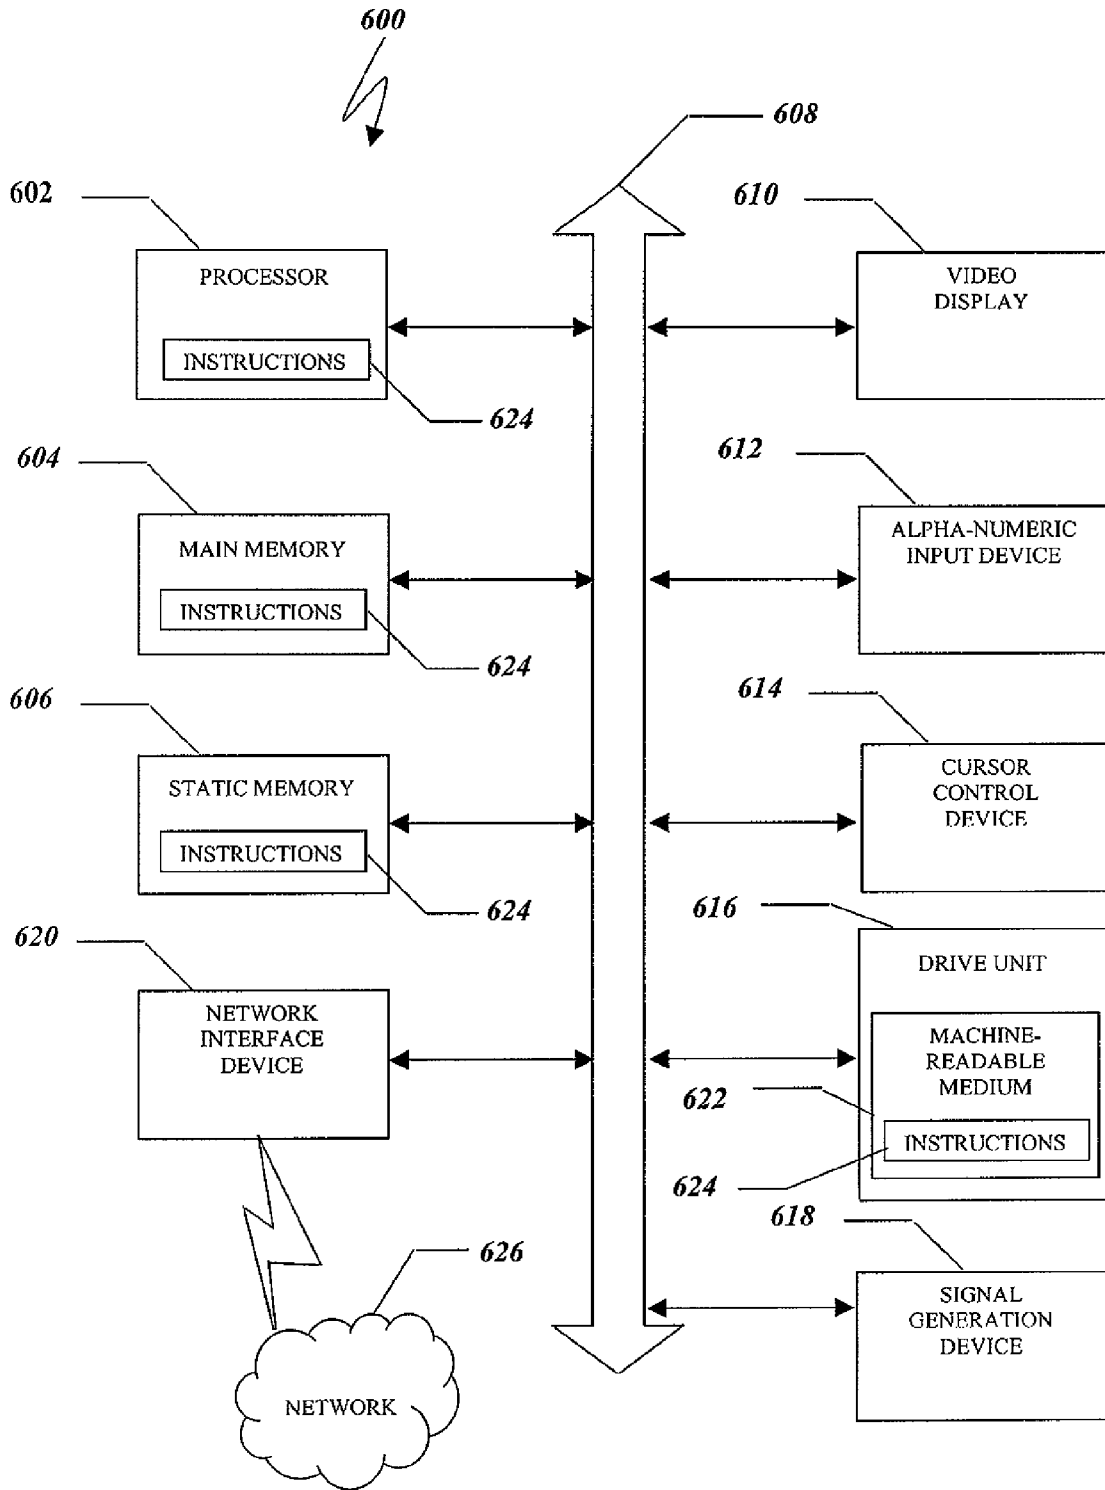 600
608
602
610
PROCESSOR
INSTRUCTIONS
624
VIDEO
DISPLAY
604
612
MAIN MEMORY
INSTRUCTIONS
624
ALPHA-NUMERIC
INPUT DEVICE
606
614
STATIC MEMORY
INSTRUCTIONS
624
CURSOR
CONTROL
DEVICE
620
616
NETWORK
INTERFACE
DEVICE
DRIVE UNIT
MACHINE-
READABLE
MEDIUM
622
INSTRUCTIONS
624
618
626
NETWORK
SIGNAL
GENERATION
DEVICE